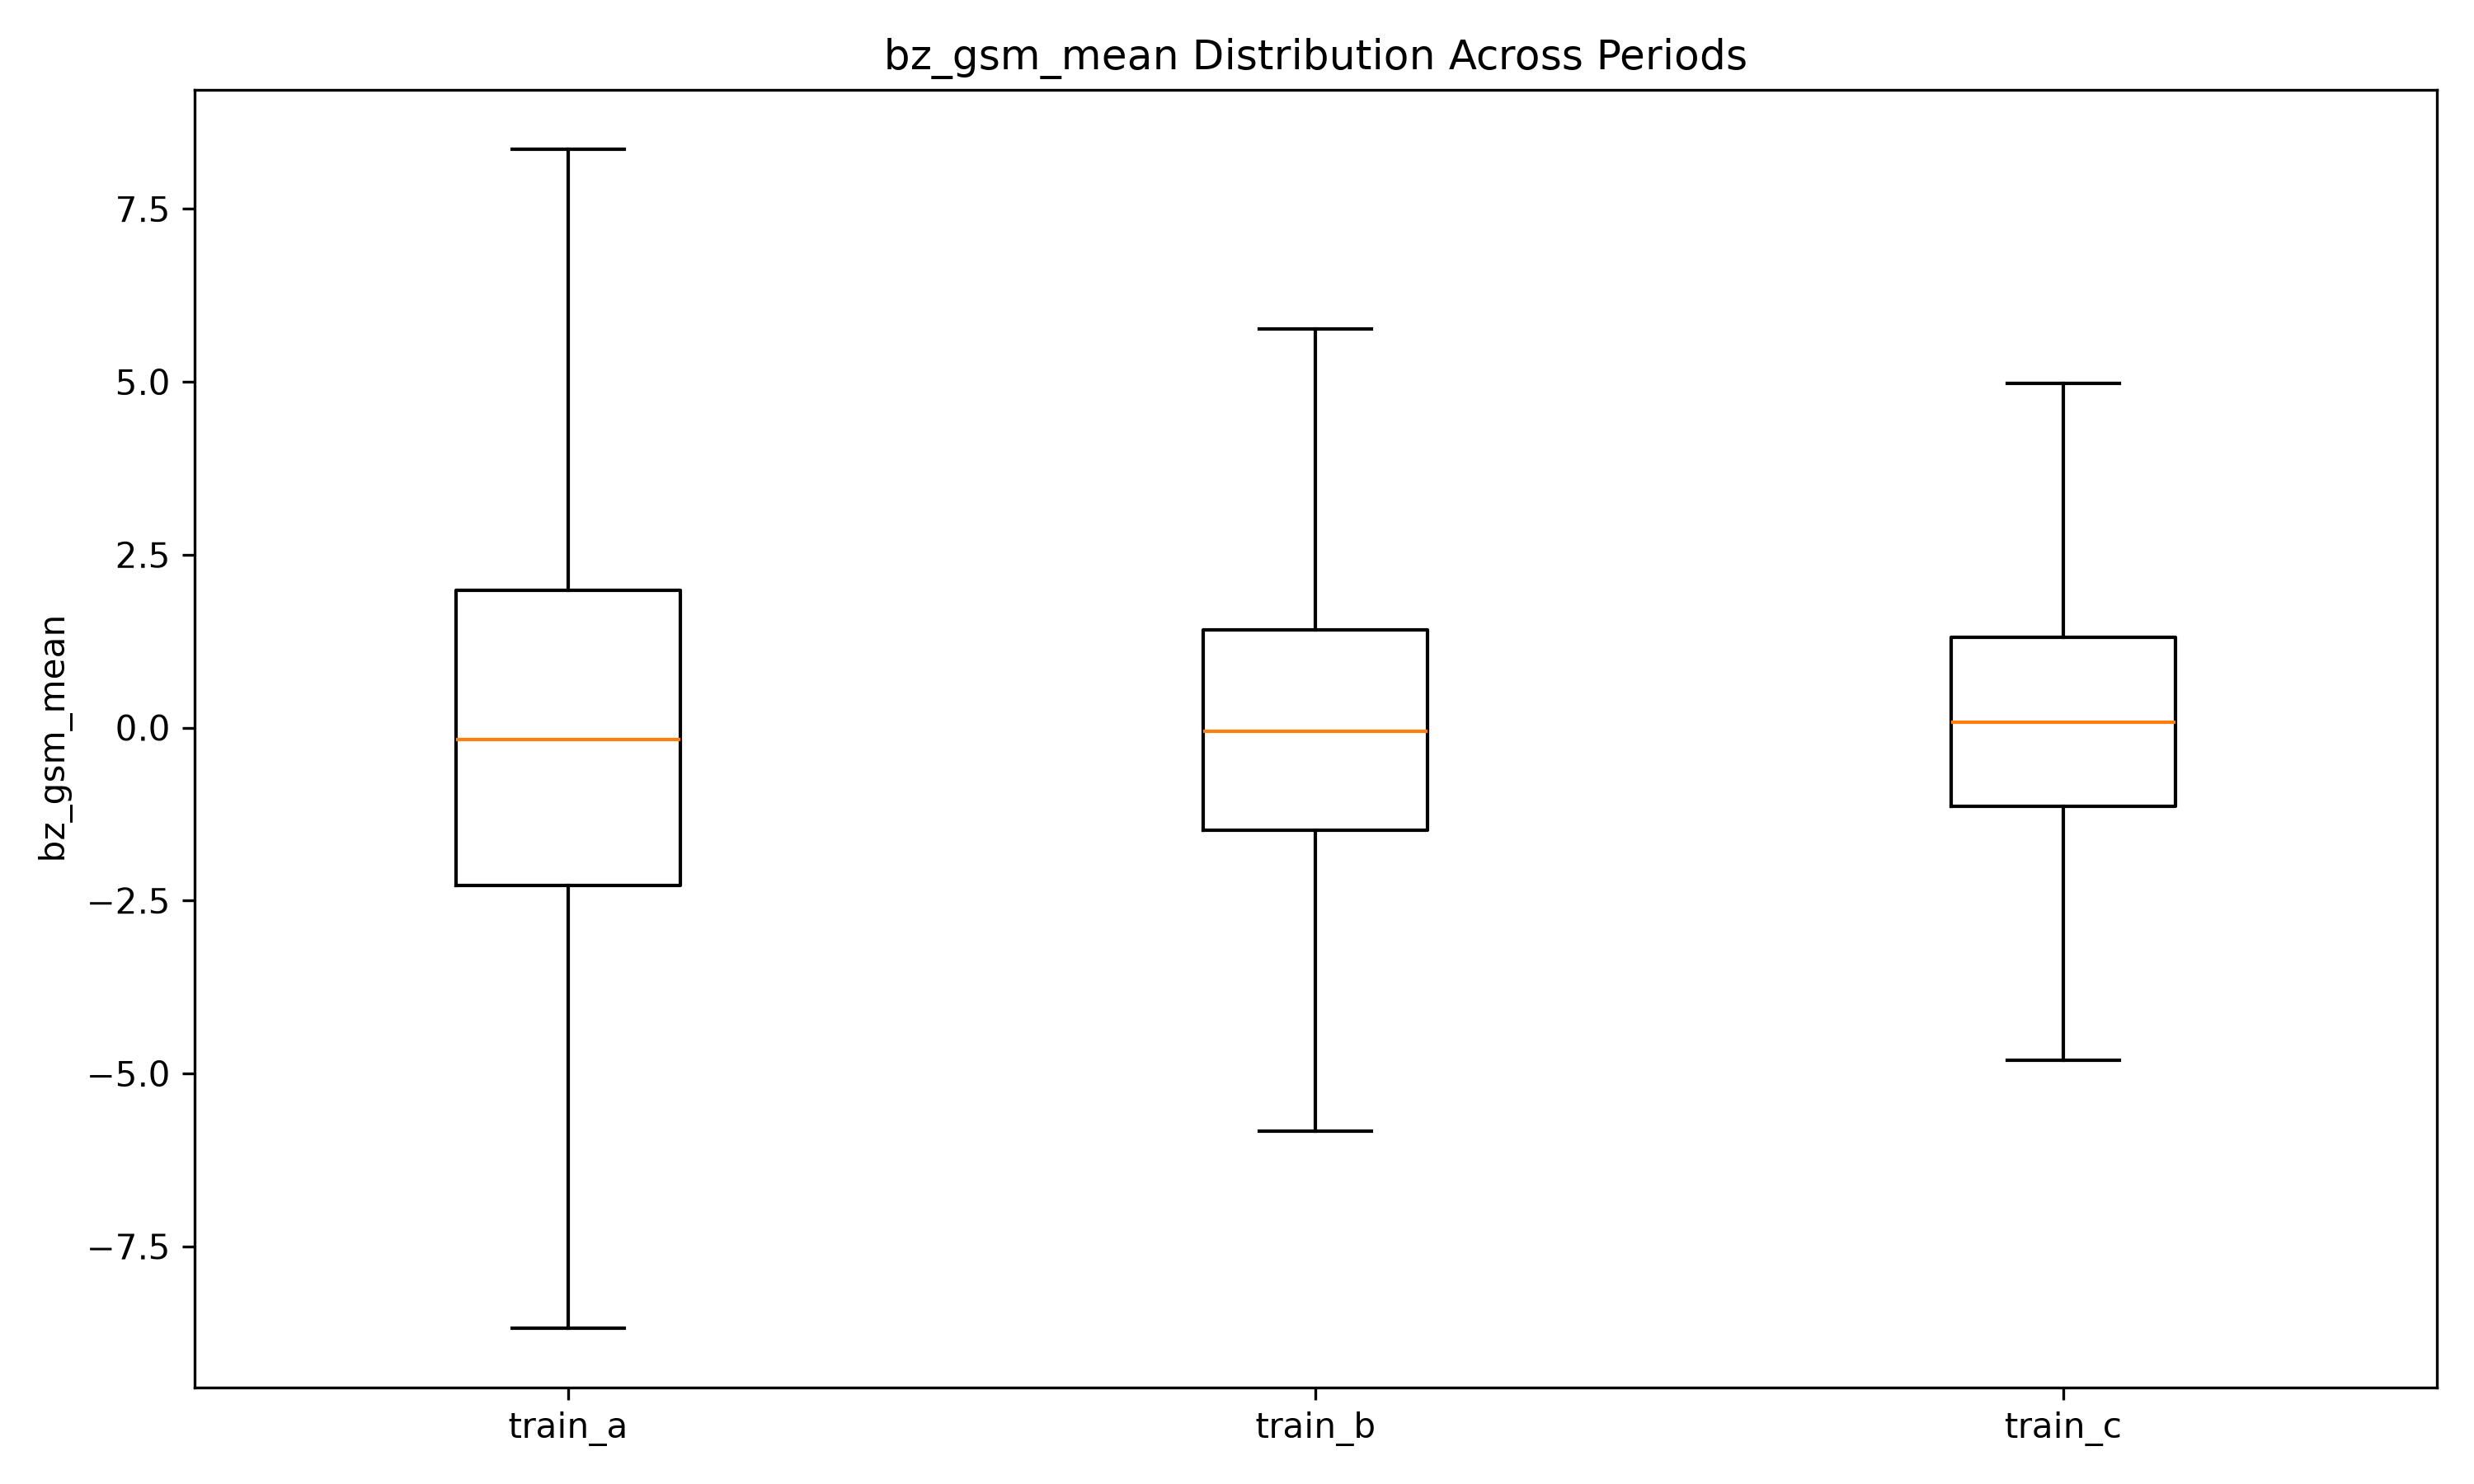 bz_gsm_mean Distribution Across Periods
bz_gsm_mean
7.5
5.0
2.5
0.0
−2.5
−5.0
−7.5
train_a
train_b
train_c